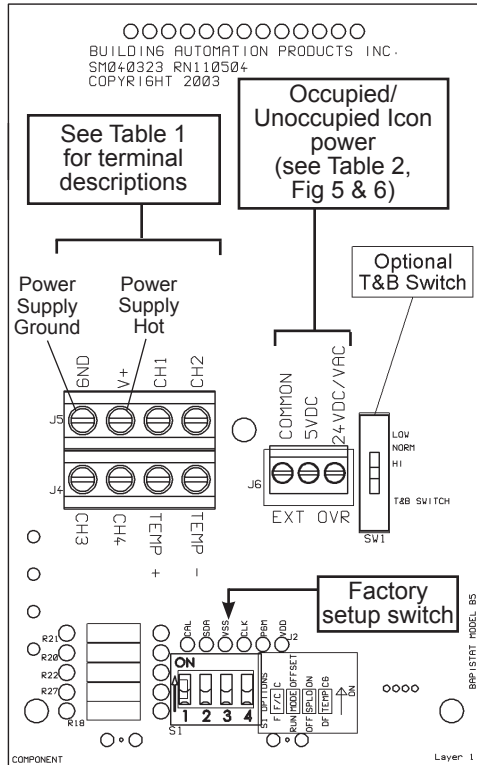 BUILDING AUTOMATION PRODUCTS INC.
SM040323 RN110504
COPYRIGHT 2003
See Table 1
for terminal
descriptions
Occupied/
Unoccupied Icon
power
(see Table 2,
Fig 5 & 6)
Optional
T&B Switch
Power
Supply
Ground
Power
Supply
Hot
GND
V+
CH1
CH2
COMMON
5VDC
24VDC/VAC
J5
J4
J6
LOW
NORM
HI
T&B SWITCH
SW1
CH3
CH4
TEMP +
TEMP -
EXT OVR
Factory
setup switch
CAL
SDA
VSS
CLK
PGM
VDD
J2
R21
R20
R22
R27
R18
ON
1 2 3 4
S1
S1 OPTIONS
F F/C C
RUN MODE OFFSET
OFF SPLO ON
DF TEMP CG
ON
BAPISTAT MODEL B5
COMPONENT
Layer 1